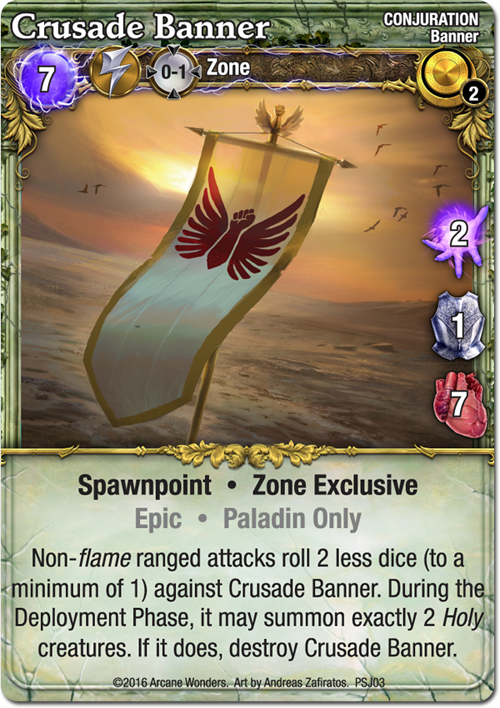 Crusade Banner
CONJURATION
Banner
7
0-1
Zone
2
2
1
7
Spawnpoint • Zone Exclusive
Epic • Paladin Only
Non-flame ranged attacks roll 2 less dice (to a
minimum of 1) against Crusade Banner. During the
Deployment Phase, it may summon exactly 2 Holy
creatures. If it does, destroy Crusade Banner.
©2016 Arcane Wonders. Art by Andreas Zafiratos. PSJ03